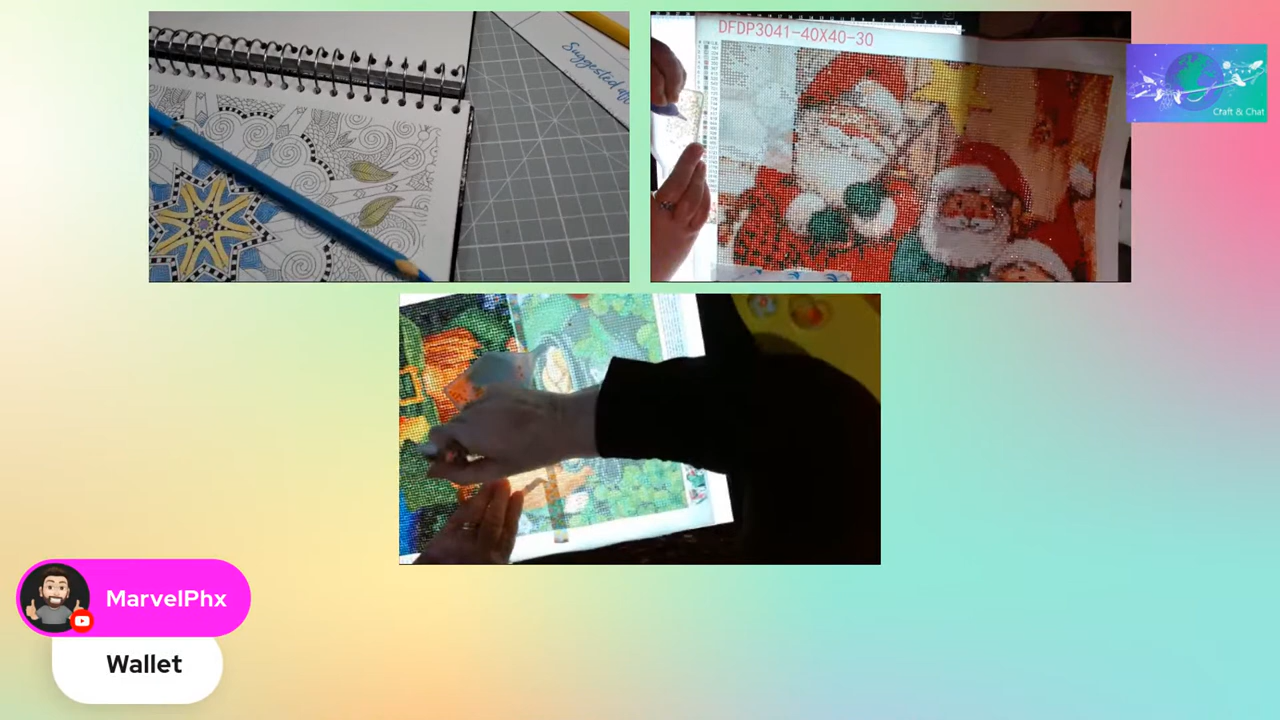 Suggested
DFDP3041-40X40-30
Craft & Chat
MarvelPhx
Wallet